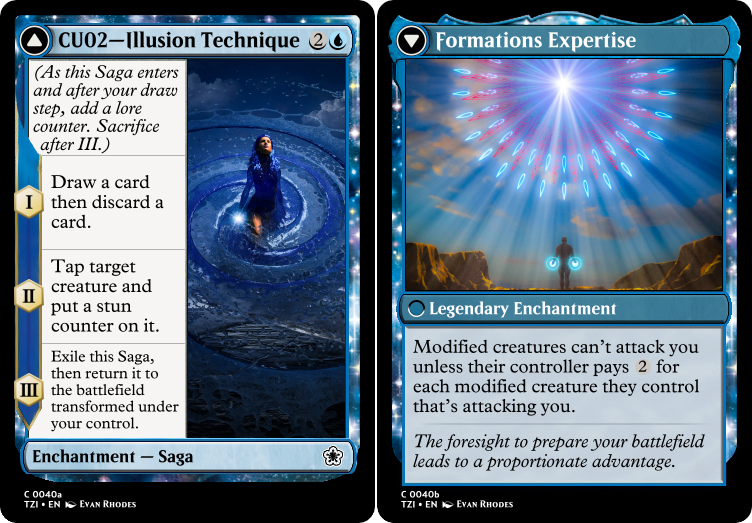 CU02—Illusion Technique 2
(As this Saga enters
and after your draw
step, add a lore
counter. Sacrifice
after III.)
I
Draw a card
then discard a
card.
II
Tap target
creature and
put a stun
counter on it.
III
Exile this Saga,
then return it to
the battlefield
transformed under
your control.
Enchantment — Saga
C 0040a
TZI • EN Evan Rhodes
Formations Expertise
Legendary Enchantment
Modified creatures can't attack you
unless their controller pays 2 for
each modified creature they control
that's attacking you.
The foresight to prepare your battlefield
leads to a proportionate advantage.
C 0040b
TZI • EN Evan Rhodes